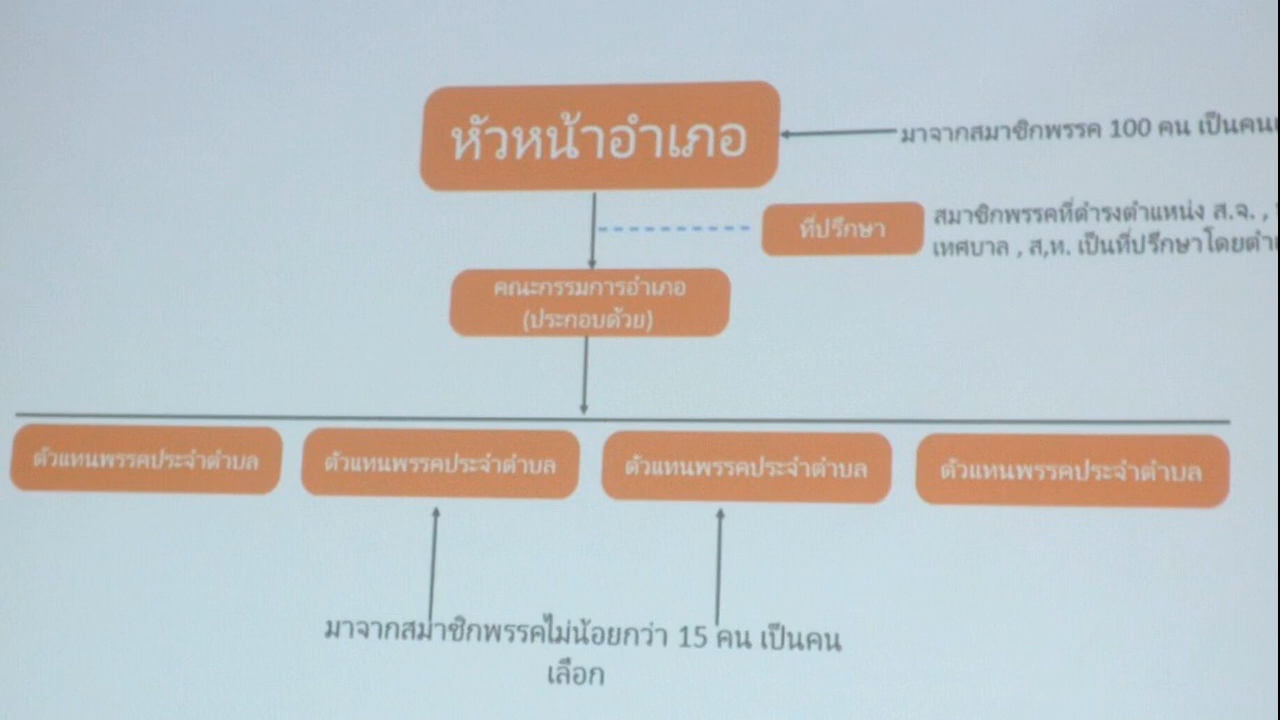 หัวหน้าอำเภอ
มาจากสมาชิกพรรค 100 คน เป็นคน
ที่ปรึกษา
สมาชิกพรรคที่ดำรงตำแหน่ง ส.จ. ,
เทศบาล , ส,ท. เป็นที่ปรึกษาโดย
คณะกรรมการอำเภอ
(ประกอบด้วย)
ตัวแทนพรรคประจำตำบล
ตัวแทนพรรคประจำตำบล
ตัวแทนพรรคประจำตำบล
ตัวแทนพรรคประจำตำบล
มาจากสมาชิกพรรคไม่น้อยกว่า 15 คน เป็นคน
เลือก